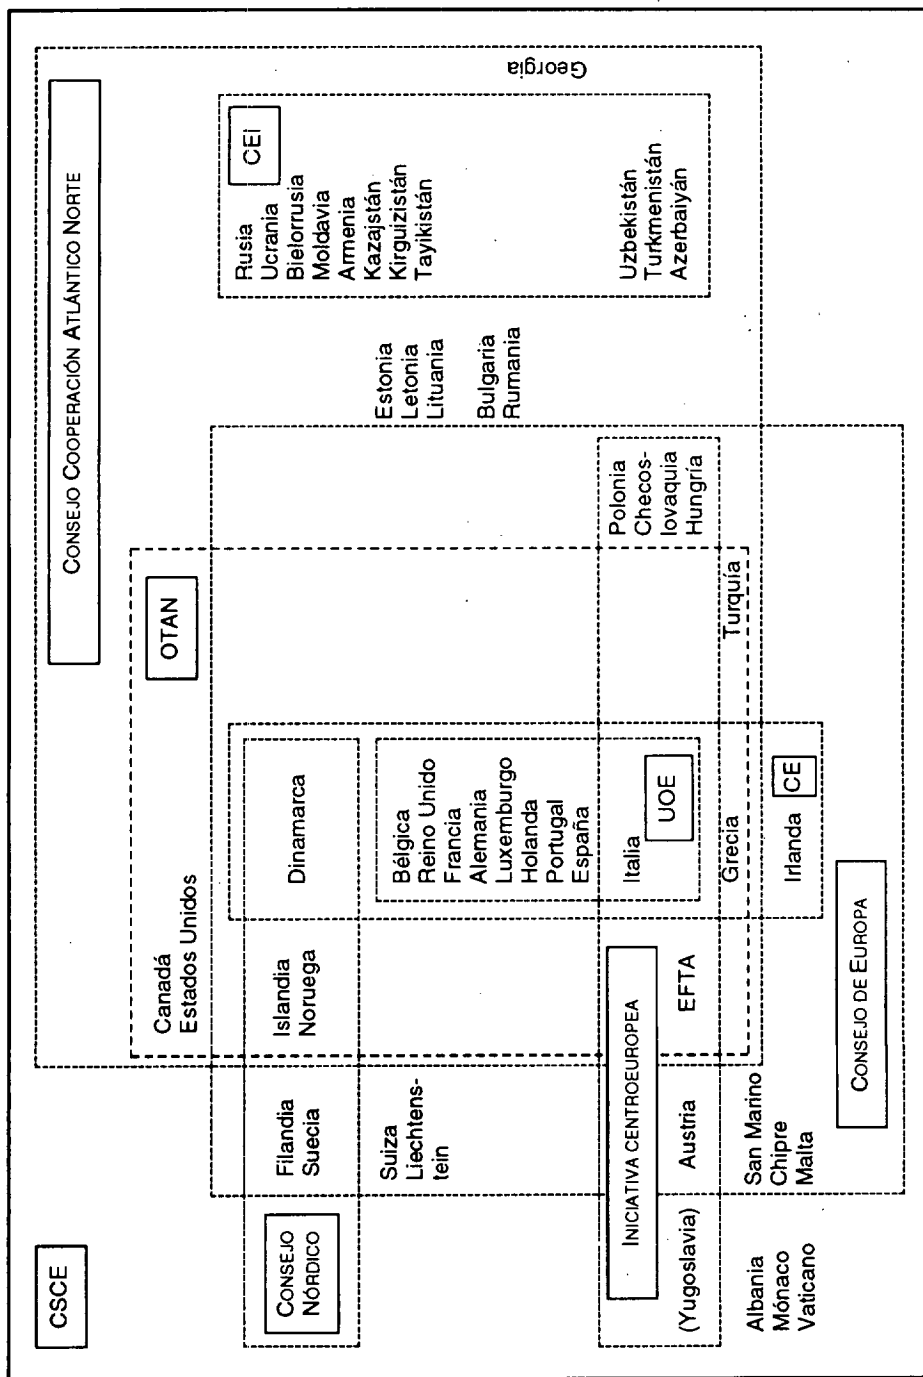 CSCE
CONSEJO COOPERACIÓN ATLÁNTICO NORTE
OTAN
Canadá
Estados Unidos
CONSEJO
NÓRDICO
Filandia
Suecia
Islandia
Noruega
Dinamarca
Suiza
Liechtens-
tein
Bélgica
Reino Unido
Francia
Alemania
Luxemburgo
Holanda
Portugal
España
Italia
UOE
Estonia
Letonia
Lituania
Bulgaria
Rumania
CEI
Rusia
Ucrania
Bielorrusia
Moldavia
Armenia
Kazajstán
Kirguizistán
Tayikistán
Uzbekistán
Turkmenistán
Azerbaiyán
Georgia
INICIATIVA CENTROEUROPEA
(Yugoslavia)
Austria
EFTA
Polonia
Checos-
lovaquia
Hungría
Grecia
Turquía
Albania
Mónaco
Vaticano
San Marino
Chipre
Malta
Irlanda
CE
CONSEJO DE EUROPA